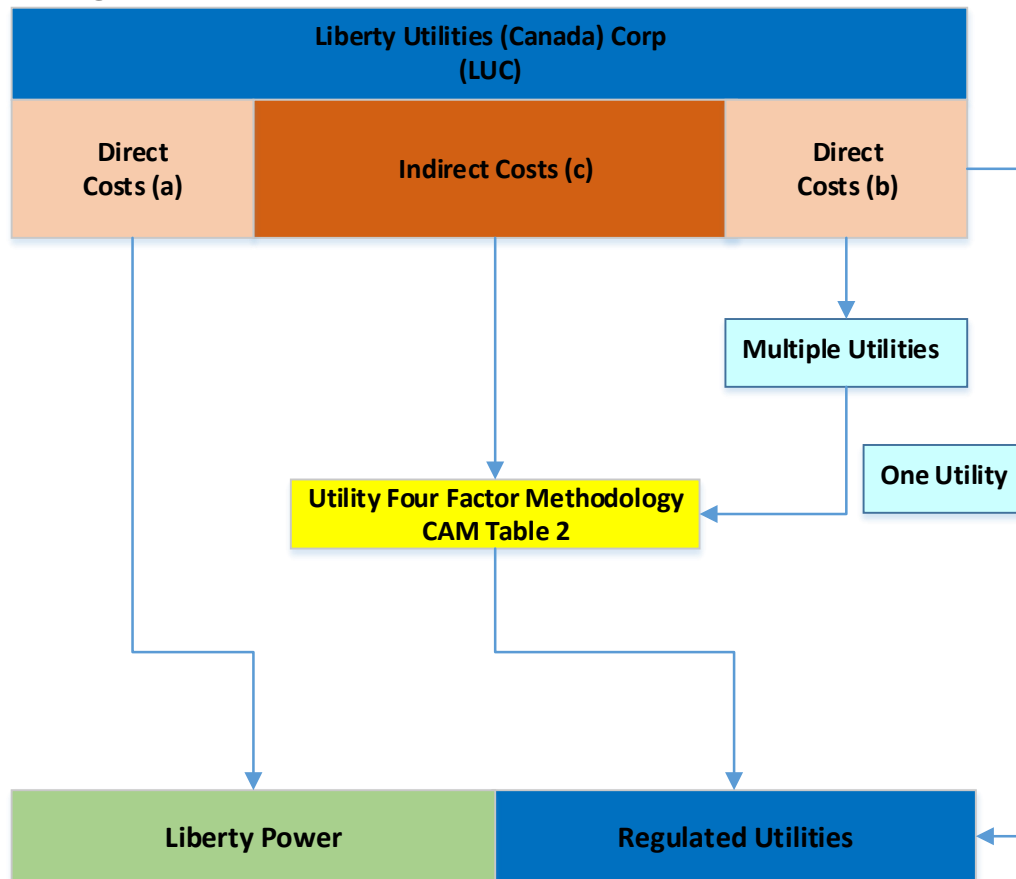 Liberty Utilities (Canada) Corp
(LUC)
Direct
Costs (a)
Indirect Costs (c)
Direct
Costs (b)
Multiple Utilities
One Utility
Utility Four Factor Methodology
CAM Table 2
Liberty Power
Regulated Utilities